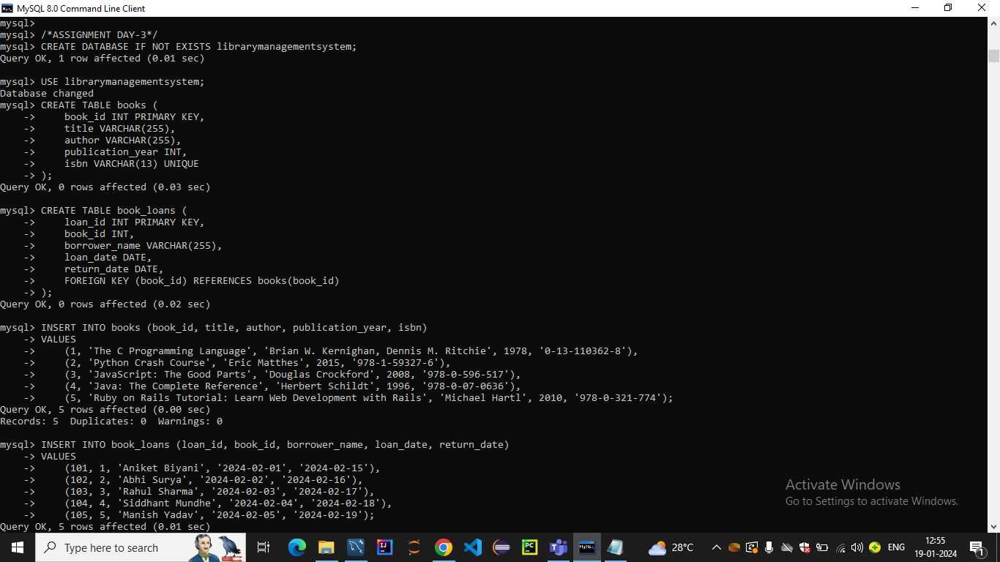 MySQL 8.0 Command Line Client
mysql>
mysql> /*ASSIGNMENT DAY-3*/
mysql> CREATE DATABASE IF NOT EXISTS librarymanagementsystem;
Query OK, 1 row affected (0.01 sec)
mysql> USE librarymanagementsystem;
Database changed
mysql> CREATE TABLE books (
    ->     book_id INT PRIMARY KEY,
    ->     title VARCHAR(255),
    ->     author VARCHAR(255),
    ->     publication_year INT,
    ->     isbn VARCHAR(13) UNIQUE
    -> );
Query OK, 0 rows affected (0.03 sec)
mysql> CREATE TABLE book_loans (
    ->     loan_id INT PRIMARY KEY,
    ->     book_id INT,
    ->     borrower_name VARCHAR(255),
    ->     loan_date DATE,
    ->     return_date DATE,
    ->     FOREIGN KEY (book_id) REFERENCES books(book_id)
    -> );
Query OK, 0 rows affected (0.02 sec)
mysql> INSERT INTO books (book_id, title, author, publication_year, isbn)
    -> VALUES
    ->     (1, 'The C Programming Language', 'Brian W. Kernighan, Dennis M. Ritchie', 1978, '0-13-110362-8'),
    ->     (2, 'Python Crash Course', 'Eric Matthes', 2015, '978-1-59327-6'),
    ->     (3, 'JavaScript: The Good Parts', 'Douglas Crockford', 2008, '978-0-596-517'),
    ->     (4, 'Java: The Complete Reference', 'Herbert Schildt', 1996, '978-0-07-0636'),
    ->     (5, 'Ruby on Rails Tutorial: Learn Web Development with Rails', 'Michael Hartl', 2010, '978-0-321-774');
Query OK, 5 rows affected (0.00 sec)
Records: 5  Duplicates: 0  Warnings: 0
mysql> INSERT INTO book_loans (loan_id, book_id, borrower_name, loan_date, return_date)
    -> VALUES
    ->     (101, 1, 'Aniket Biyani', '2024-02-01', '2024-02-15'),
    ->     (102, 2, 'Abhi Surya', '2024-02-02', '2024-02-16'),
    ->     (103, 3, 'Rahul Sharma', '2024-02-03', '2024-02-17'),
    ->     (104, 4, 'Siddhant Mundhe', '2024-02-04', '2024-02-18'),
    ->     (105, 5, 'Manish Yadav', '2024-02-05', '2024-02-19');
Query OK, 5 rows affected (0.01 sec)
Activate Windows
Go to Settings to activate Windows.
Type here to search
IJ
PC
MySQL
28°C
ENG
12:55
19-01-2024
1